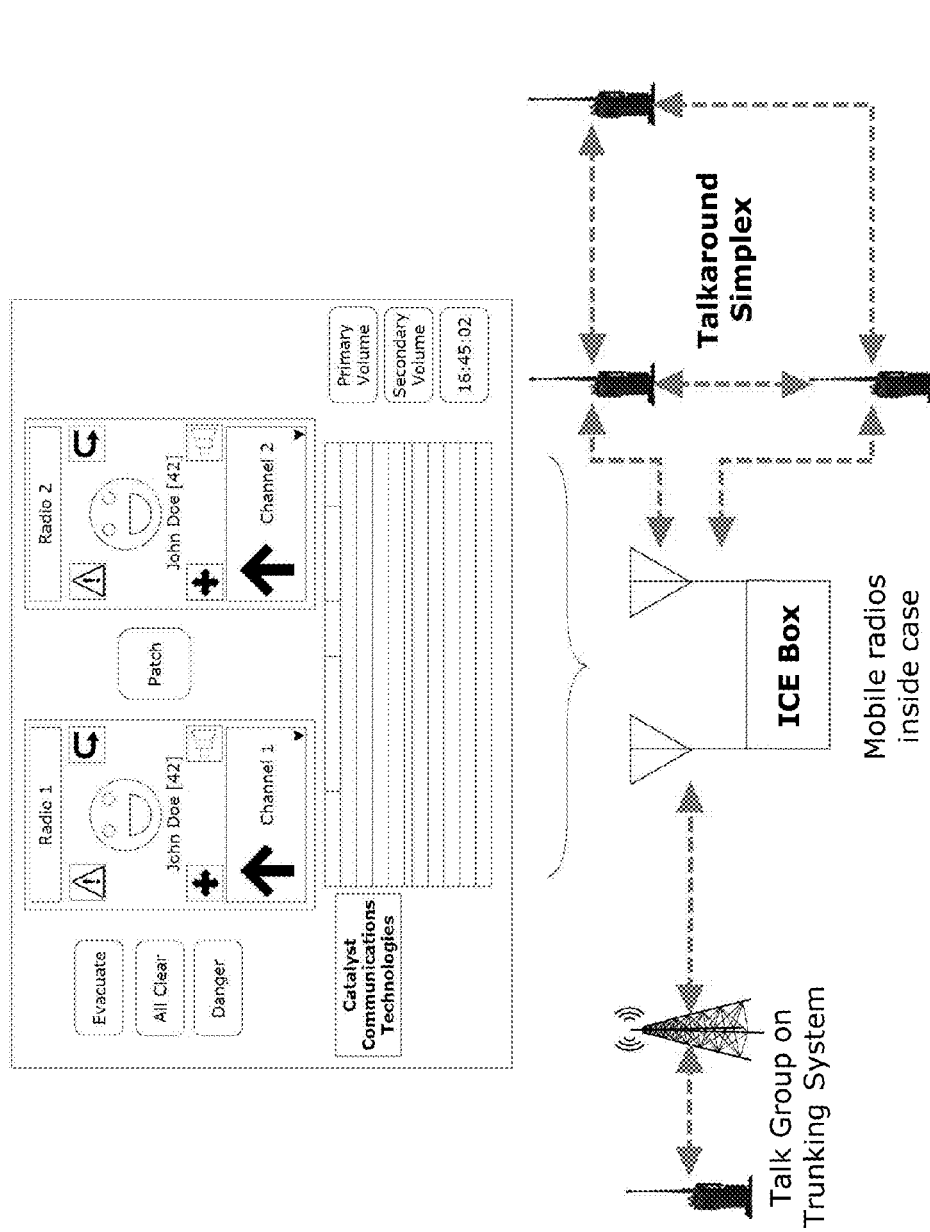 Evacuate
All Clear
Danger
Radio 1
John Doe [42]
Channel 1
Patch
Radio 2
John Doe [42]
Channel 2
Catalyst
Communications
Technologies
Primary
Volume
Secondary
Volume
16:45:02
Talk Group on
Trunking System
ICE Box
Mobile radios
inside case
Talkaround
Simplex